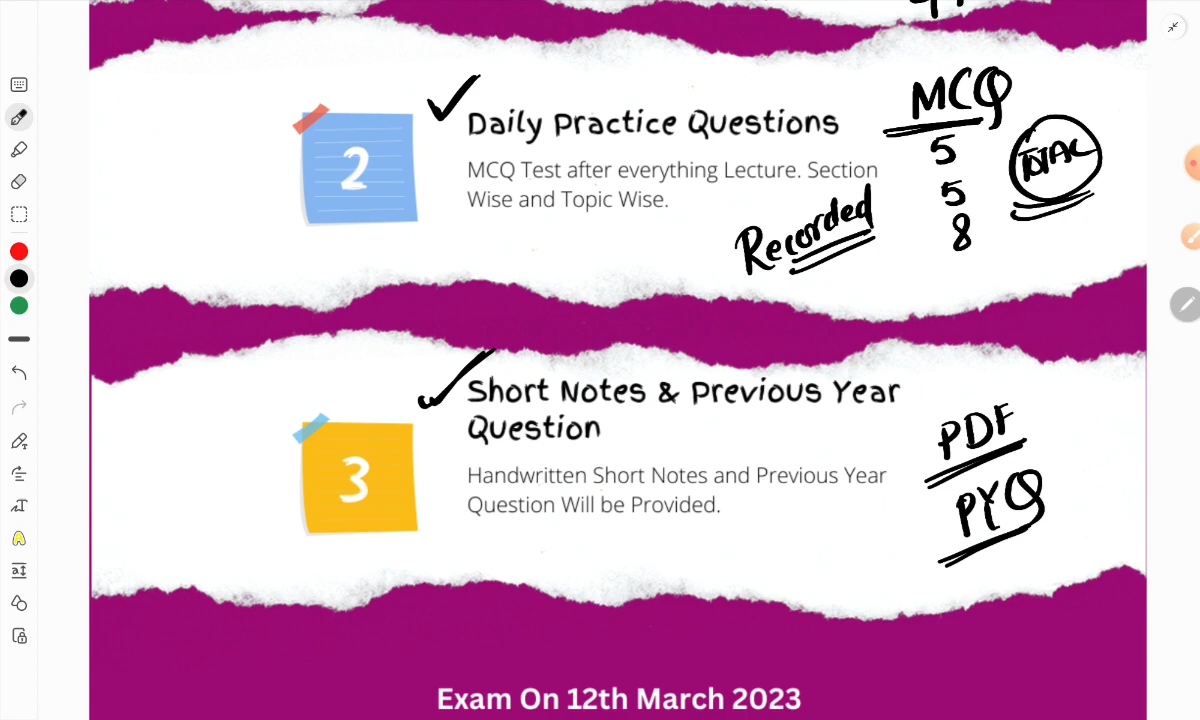 MCQ
2
Daily Practice Questions
5
TOTAL
MCQ Test after everything Lecture. Section
Wise and Topic Wise.
5
Recorded
8
Short Notes & Previous Year
Question
PDF
3
Handwritten Short Notes and Previous Year
Question Will be Provided.
PYQ
Exam On 12th March 2023